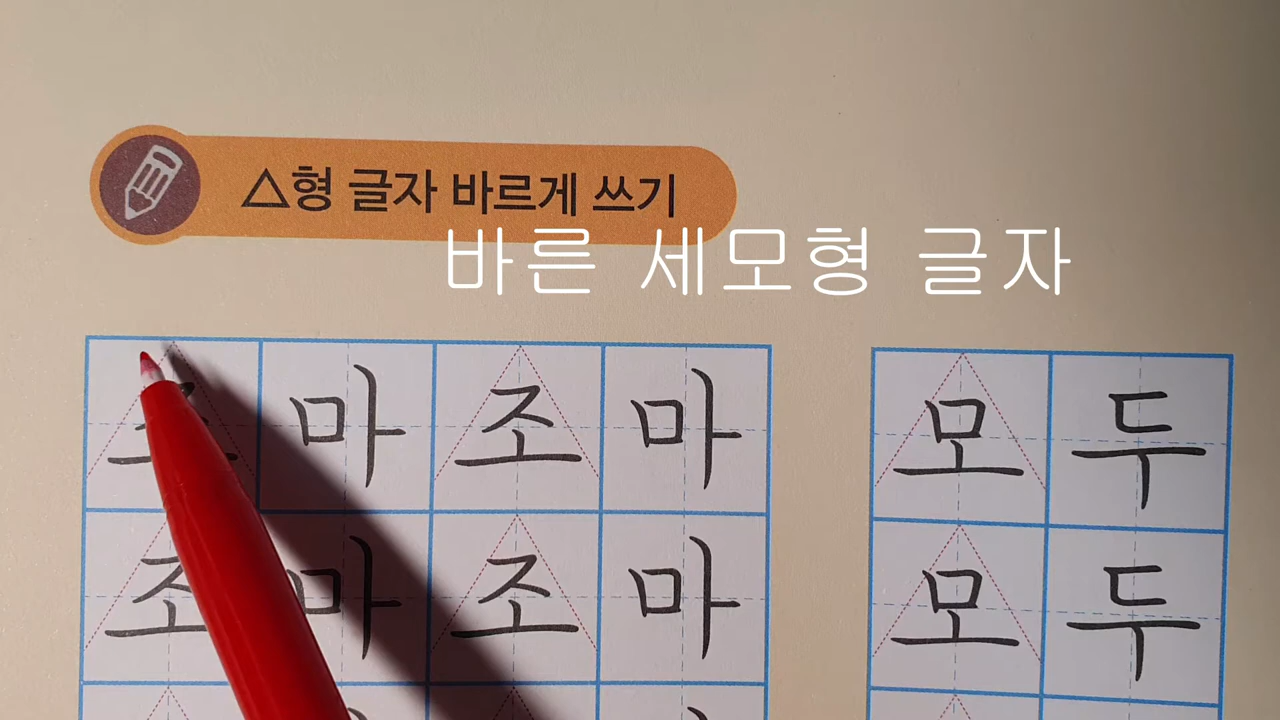 △형 글자 바르게 쓰기
바른 세모형 글자
조 마 조 마 모 두
조 마 조 마 모 두